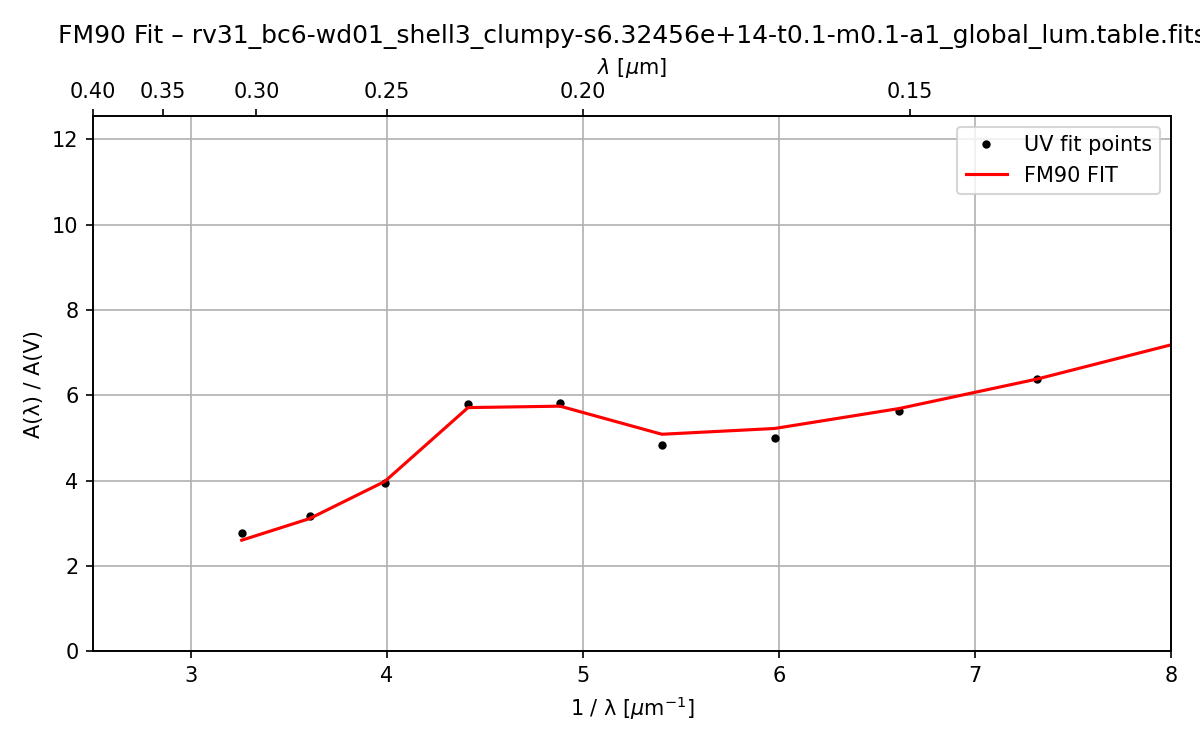 FM90 Fit – rv31_bc6-wd01_shell3_clumpy-s6.32456e+14-t0.1-m0.1-a1_global_lum.table.fits
λ [μm]
0.40 0.35 0.30 0.25 0.20 0.15
UV fit points
FM90 FIT
12
10
8
6
4
2
0
A(λ) / A(V)
3 4 5 6 7 8
1 / λ [μm⁻¹]